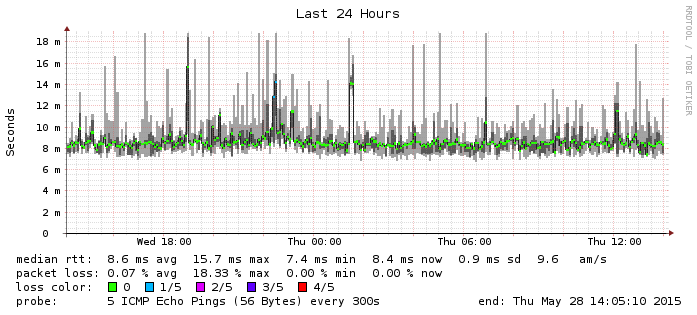 Last 24 Hours
RRDTOOL / TOBI OETIKER
Seconds
18 m
16 m
14 m
12 m
10 m
8 m
6 m
4 m
2 m
0
Wed 18:00 Thu 00:00 Thu 06:00 Thu 12:00
median rtt: 8.6 ms avg 15.7 ms max 7.4 ms min 8.4 ms now 0.9 ms sd 9.6 am/s
packet loss: 0.07 % avg 18.33 % max 0.00 % min 0.00 % now
loss color: 0 1/5 2/5 3/5 4/5
probe: 5 ICMP Echo Pings (56 Bytes) every 300s end: Thu May 28 14:05:10 2015